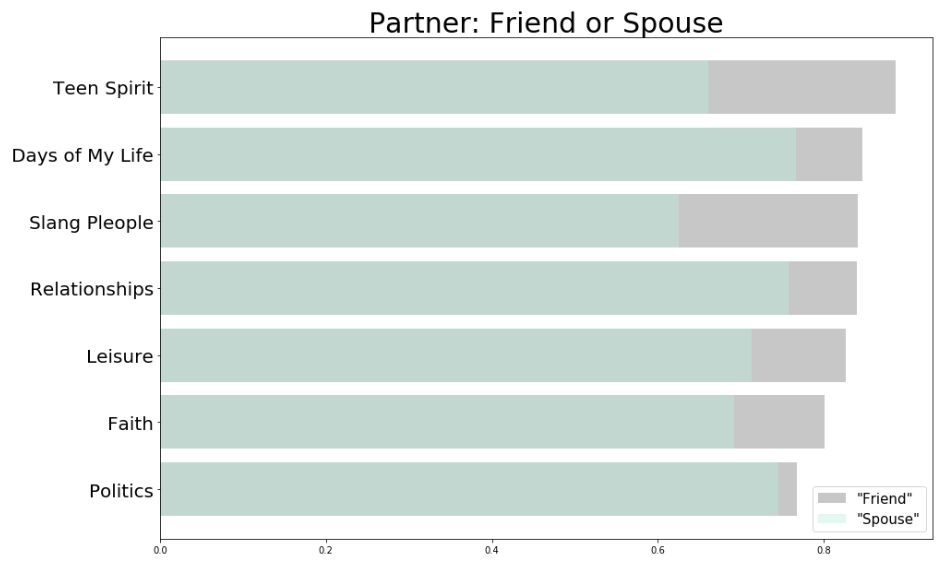 Partner: Friend or Spouse
Teen Spirit
Days of My Life
Slang Pleople
Relationships
Leisure
Faith
Politics
"Friend"
"Spouse"
0.0 0.2 0.4 0.6 0.8